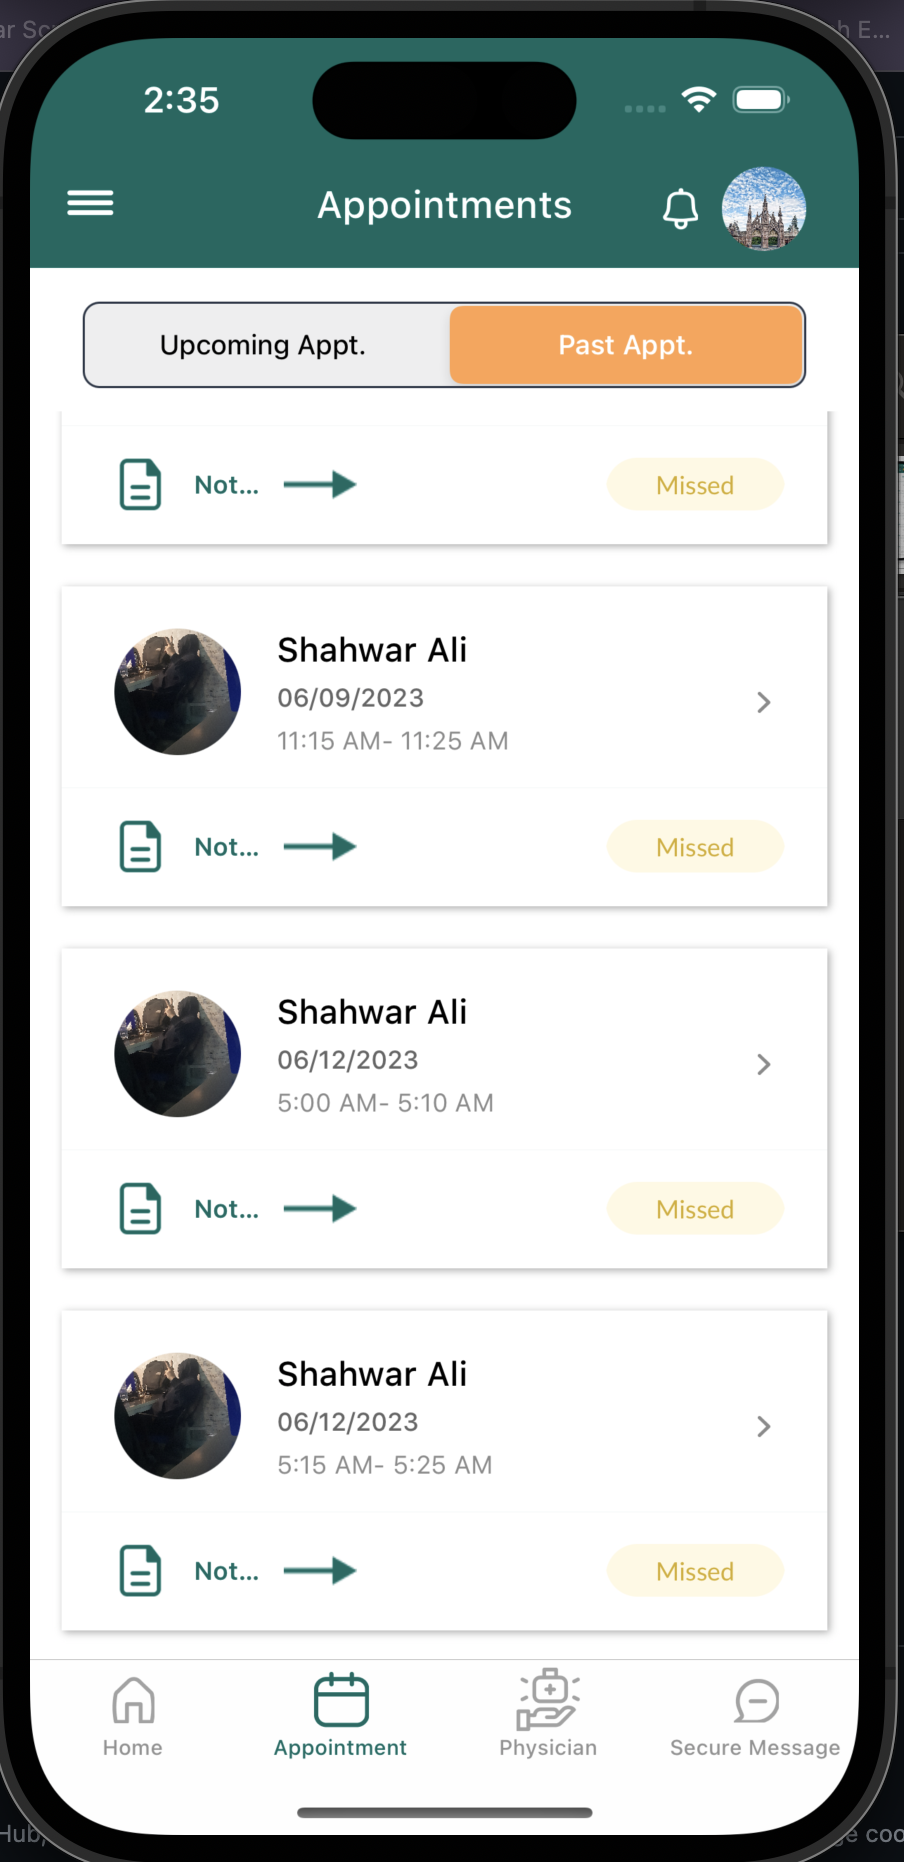 2:35
Appointments
Upcoming Appt.
Past Appt.
Not...
Missed
Shahwar Ali
06/09/2023
11:15 AM- 11:25 AM
Not...
Missed
Shahwar Ali
06/12/2023
5:00 AM- 5:10 AM
Not...
Missed
Shahwar Ali
06/12/2023
5:15 AM- 5:25 AM
Not...
Missed
Home
Appointment
Physician
Secure Message